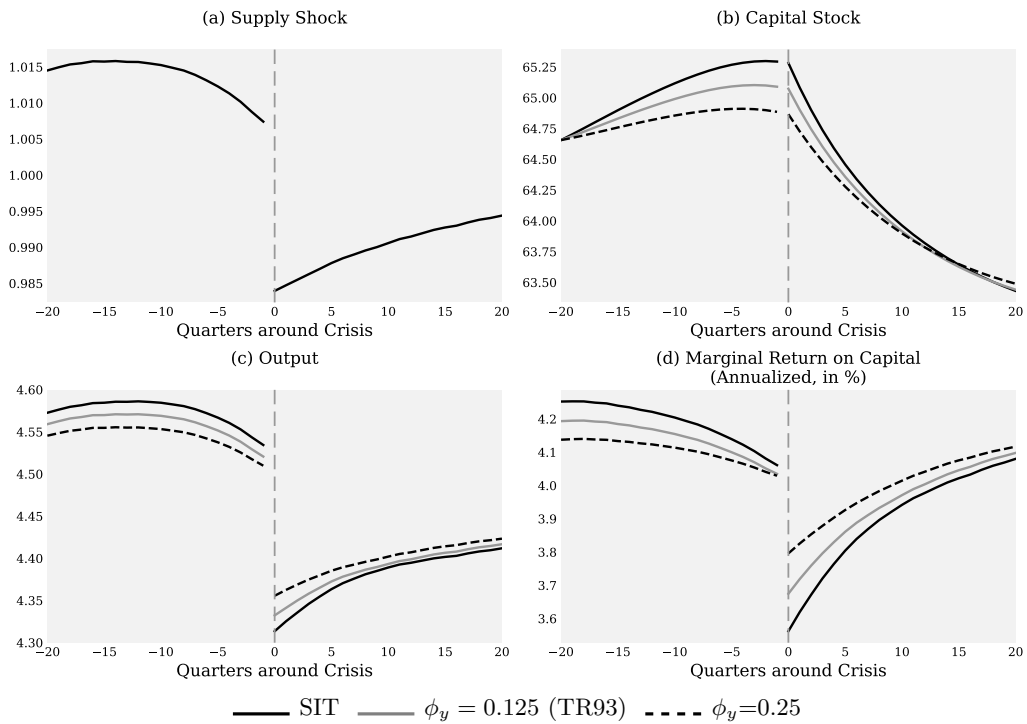 (a) Supply Shock
1.015
1.010
1.005
1.000
0.995
0.990
0.985
−20 −15 −10 −5 0 5 10 15 20
Quarters around Crisis
(b) Capital Stock
65.25
65.00
64.75
64.50
64.25
64.00
63.75
63.50
−20 −15 −10 −5 0 5 10 15 20
Quarters around Crisis
(c) Output
4.60
4.55
4.50
4.45
4.40
4.35
4.30
−20 −15 −10 −5 0 5 10 15 20
Quarters around Crisis
(d) Marginal Return on Capital
(Annualized, in %)
4.2
4.1
4.0
3.9
3.8
3.7
3.6
−20 −15 −10 −5 0 5 10 15 20
Quarters around Crisis
SIT ϕ_y = 0.125 (TR93) ϕ_y=0.25